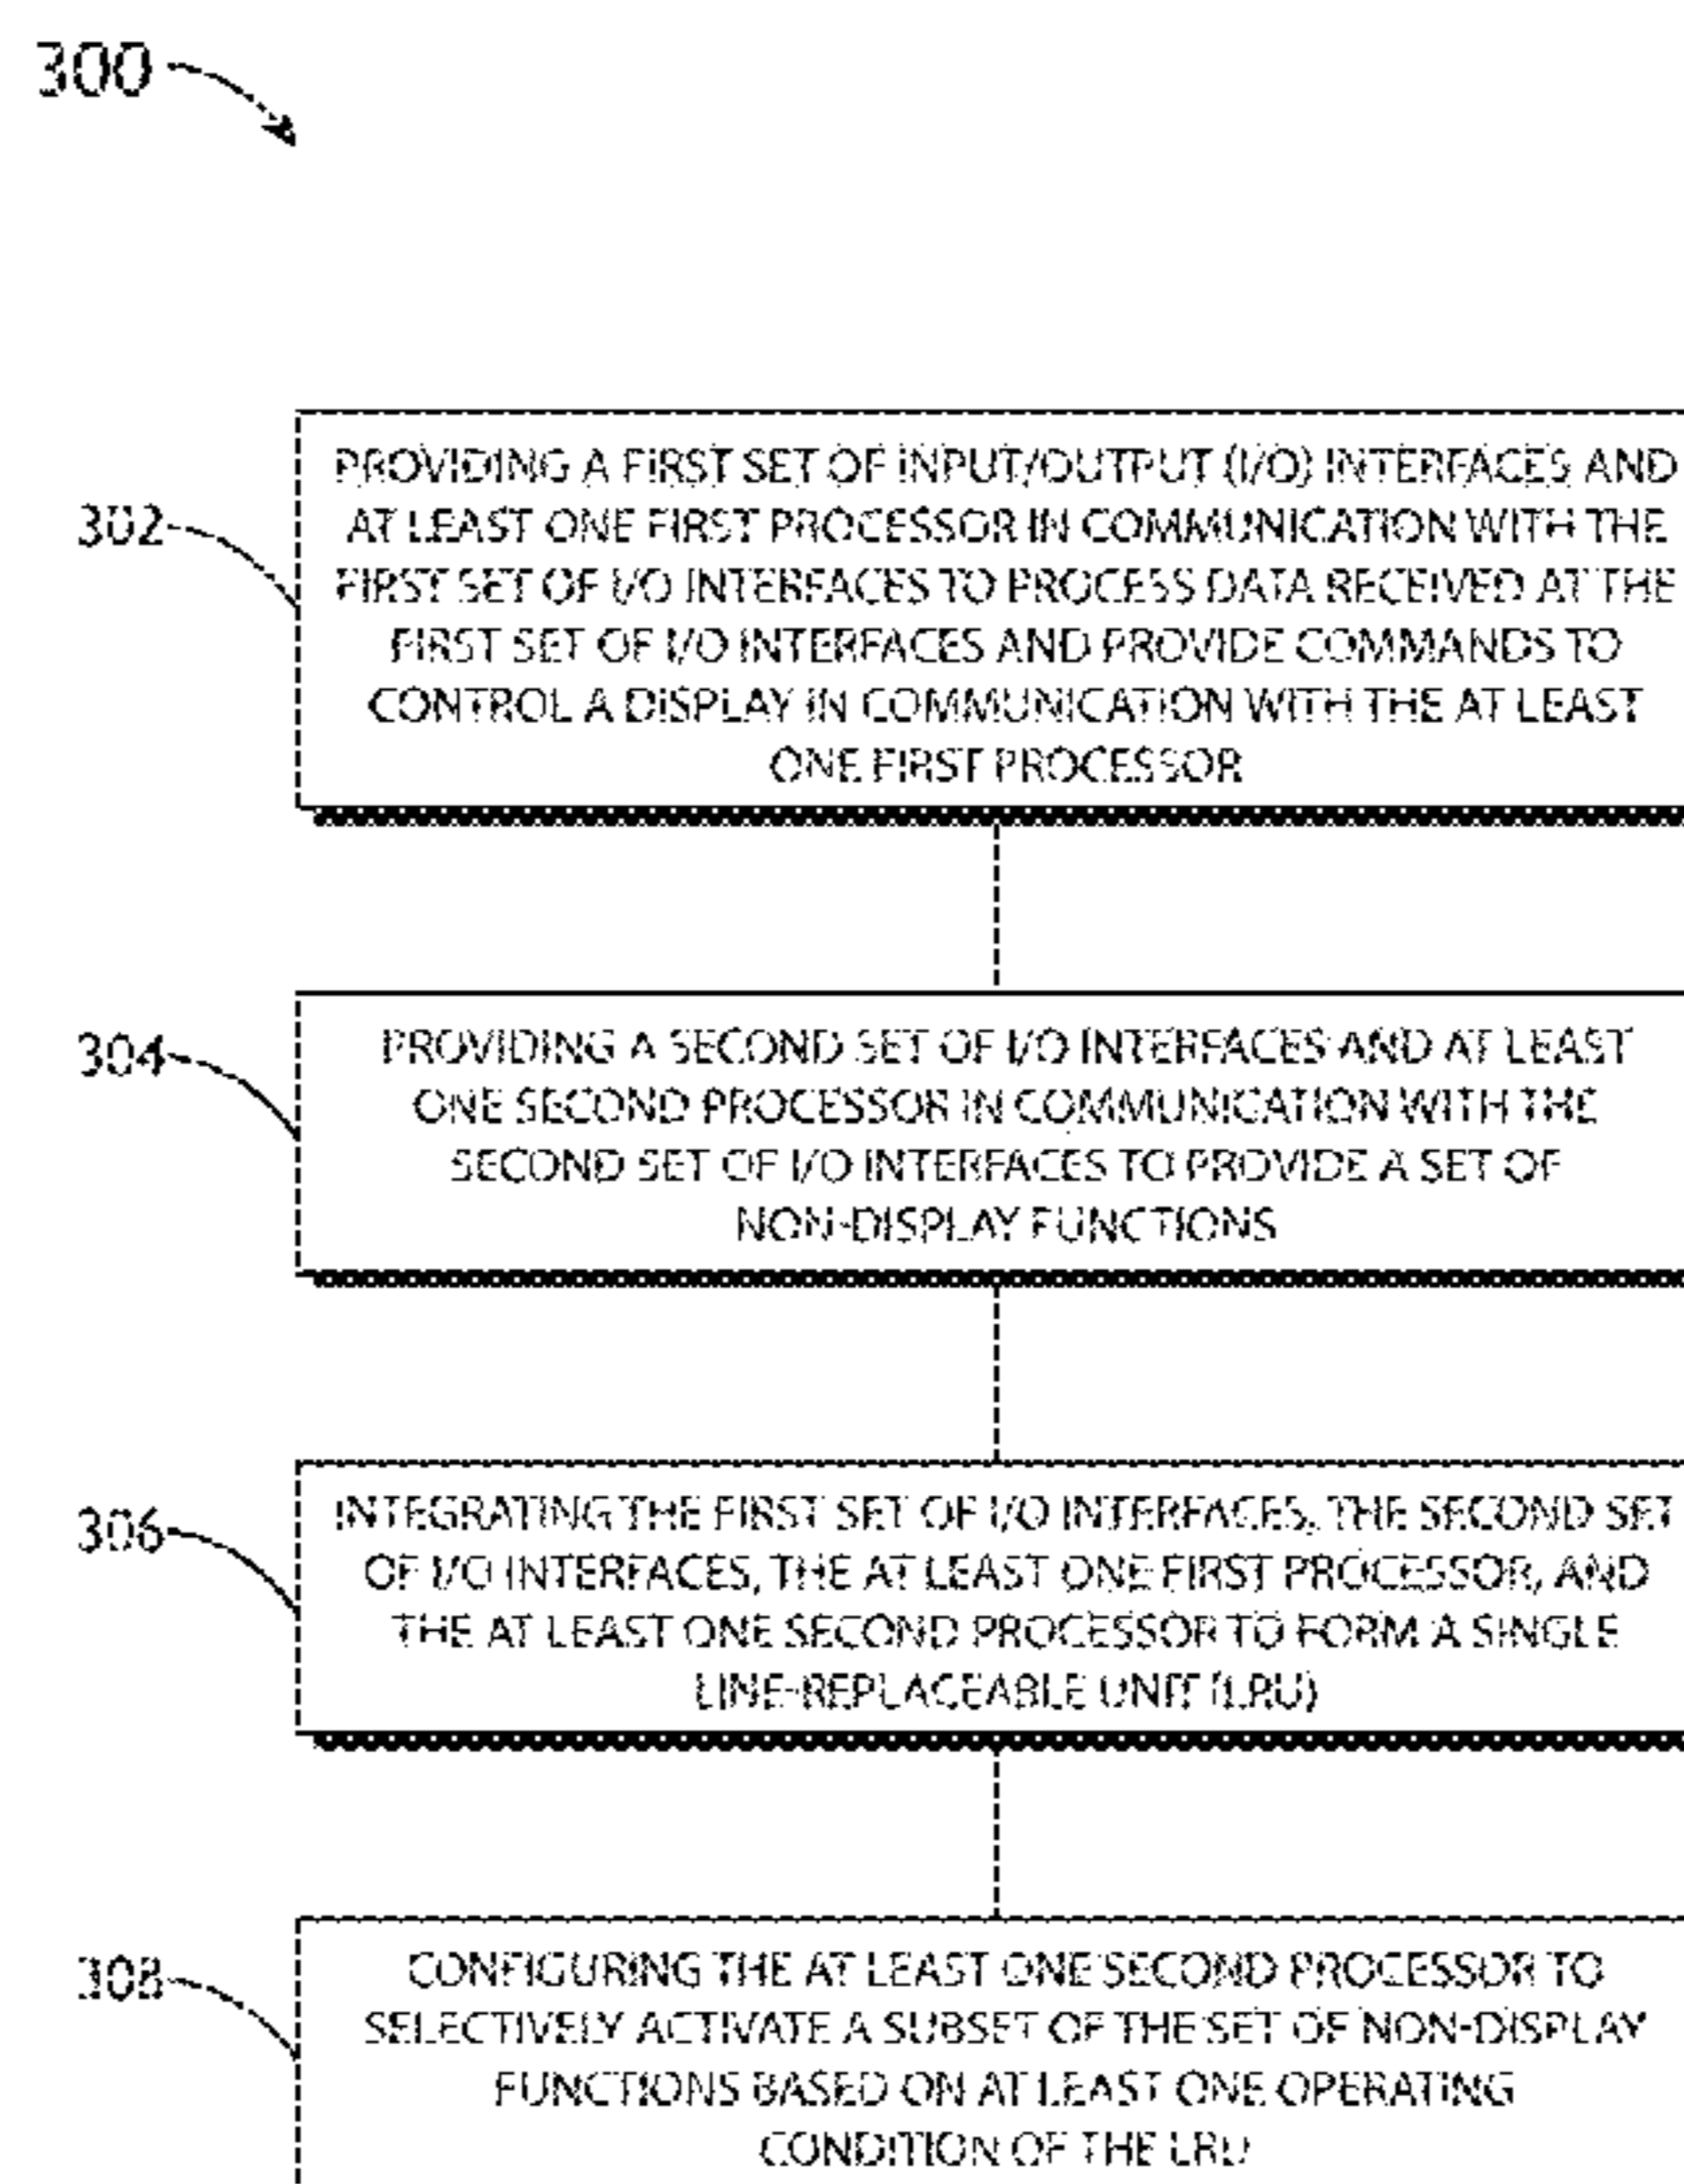 300
302
PROVIDING A FIRST SET OF INPUT/OUTPUT (I/O) INTERFACES AND
AT LEAST ONE FIRST PROCESSOR IN COMMUNICATION WITH THE
FIRST SET OF I/O INTERFACES TO PROCESS DATA RECEIVED AT THE
FIRST SET OF I/O INTERFACES AND PROVIDE COMMANDS TO
CONTROL A DISPLAY IN COMMUNICATION WITH THE AT LEAST
ONE FIRST PROCESSOR
304
PROVIDING A SECOND SET OF I/O INTERFACES AND AT LEAST
ONE SECOND PROCESSOR IN COMMUNICATION WITH THE
SECOND SET OF I/O INTERFACES TO PROVIDE A SET OF
NON-DISPLAY FUNCTIONS
306
INTEGRATING THE FIRST SET OF I/O INTERFACES, THE SECOND SET
OF I/O INTERFACES, THE AT LEAST ONE FIRST PROCESSOR, AND
THE AT LEAST ONE SECOND PROCESSOR TO FORM A SINGLE
LINE-REPLACEABLE UNIT (LRU)
308
CONFIGURING THE AT LEAST ONE SECOND PROCESSOR TO
SELECTIVELY ACTIVATE A SUBSET OF THE SET OF NON-DISPLAY
FUNCTIONS BASED ON AT LEAST ONE OPERATING
CONDITION OF THE LRU